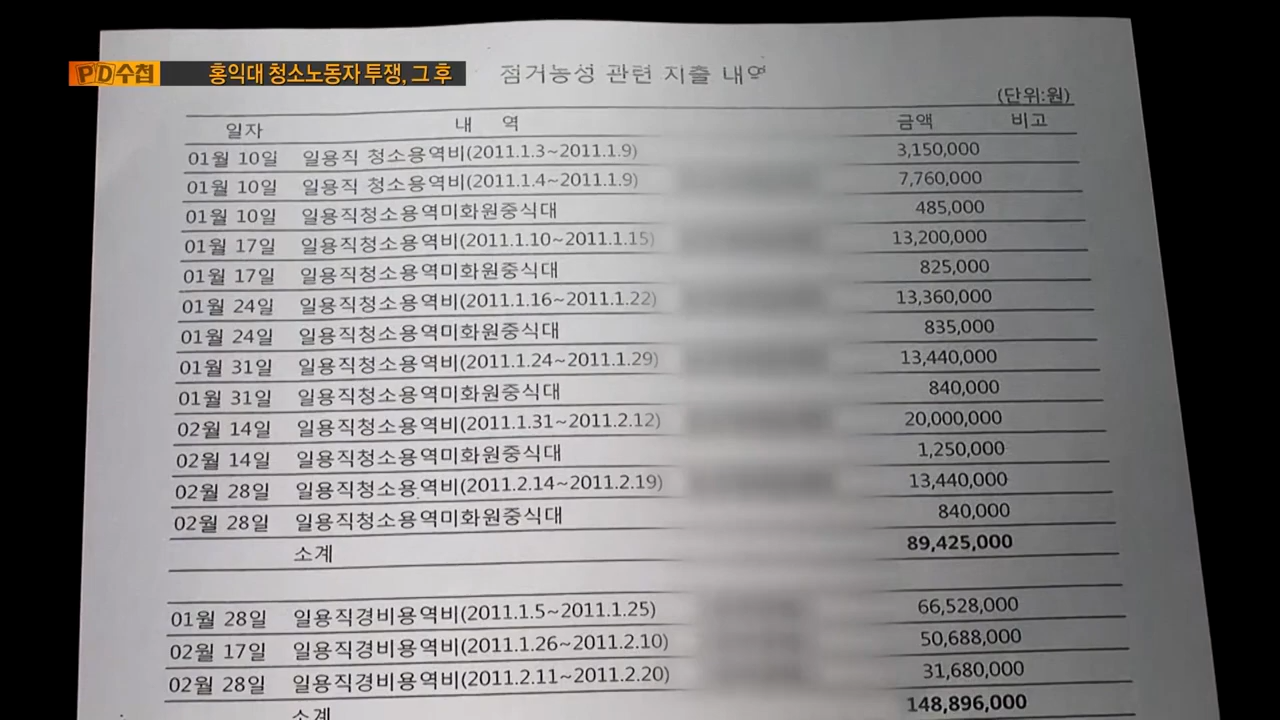 PD수첩 홍익대 청소노동자 투쟁, 그 후
점거농성 관련 지출 내역
(단위:원)
일자 내 역 금액 비고
01월 10일 일용직 청소용역비(2011.1.3~2011.1.9) 3,150,000
01월 10일 일용직 청소용역비(2011.1.4~2011.1.9) 7,760,000
01월 10일 일용직청소용역미화원중식대 485,000
01월 17일 일용직청소용역비(2011.1.10~2011.1.15) 13,200,000
01월 17일 일용직청소용역미화원중식대 825,000
01월 24일 일용직청소용역비(2011.1.16~2011.1.22) 13,360,000
01월 24일 일용직청소용역미화원중식대 835,000
01월 31일 일용직청소용역비(2011.1.24~2011.1.29) 13,440,000
01월 31일 일용직청소용역미화원중식대 840,000
02월 14일 일용직청소용역비(2011.1.31~2011.2.12) 20,000,000
02월 14일 일용직청소용역미화원중식대 1,250,000
02월 28일 일용직청소용역비(2011.2.14~2011.2.19) 13,440,000
02월 28일 일용직청소용역미화원중식대 840,000
소계 89,425,000
01월 28일 일용직경비용역비(2011.1.5~2011.1.25) 66,528,000
02월 17일 일용직경비용역비(2011.1.26~2011.2.10) 50,688,000
02월 28일 일용직경비용역비(2011.2.11~2011.2.20) 31,680,000
소계 148,896,000